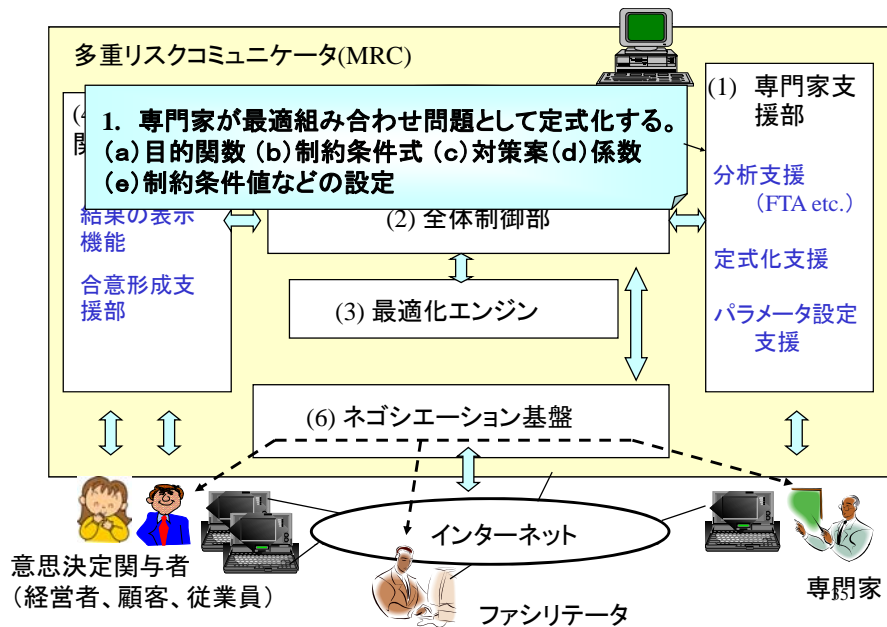 多重リスクコミュニケータ(MRC)
(1) 専門家支
援部
分析支援
(FTA etc.)
定式化支援
パラメータ設定
支援
1. 専門家が最適組み合わせ問題として定式化する。
(a)目的関数 (b)制約条件式 (c)対策案(d)係数
(e)制約条件値などの設定
(4
関
結果の表示
機能
合意形成支
援部
(2) 全体制御部
(3) 最適化エンジン
(6) ネゴシエーション基盤
インターネット
意思決定関与者
(経営者、顧客、従業員)
ファシリテータ
専門家
35